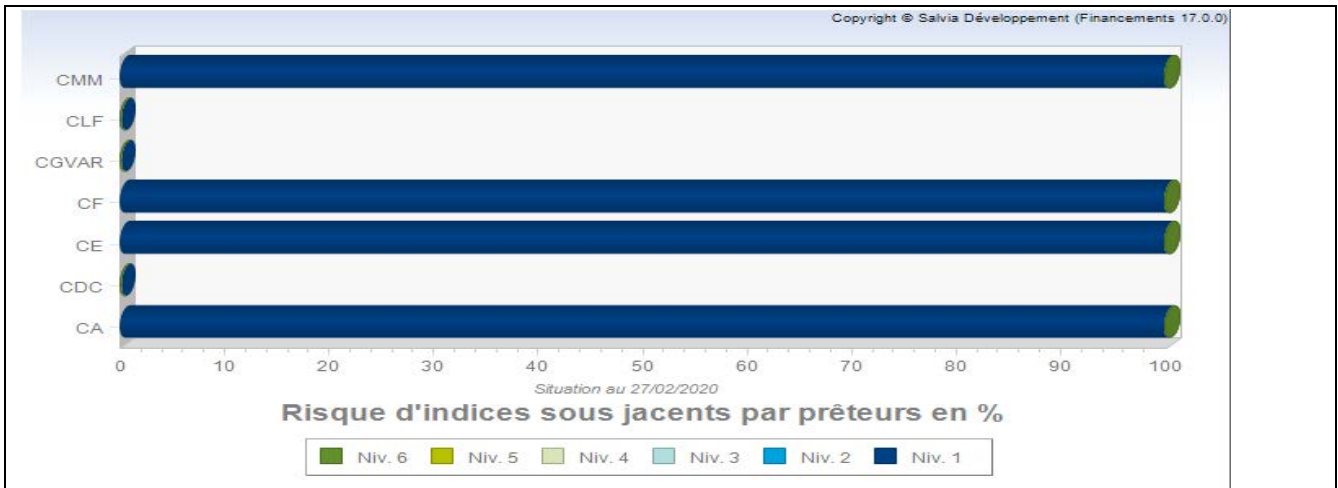 Copyright © Salvia Développement (Financements 17.0.0)
CMM
CLF
CGVAR
CF
CE
CDC
CA
0 10 20 30 40 50 60 70 80 90 100
Situation au 27/02/2020
Risque d'indices sous jacents par prêteurs en %
Niv. 6 Niv. 5 Niv. 4 Niv. 3 Niv. 2 Niv. 1